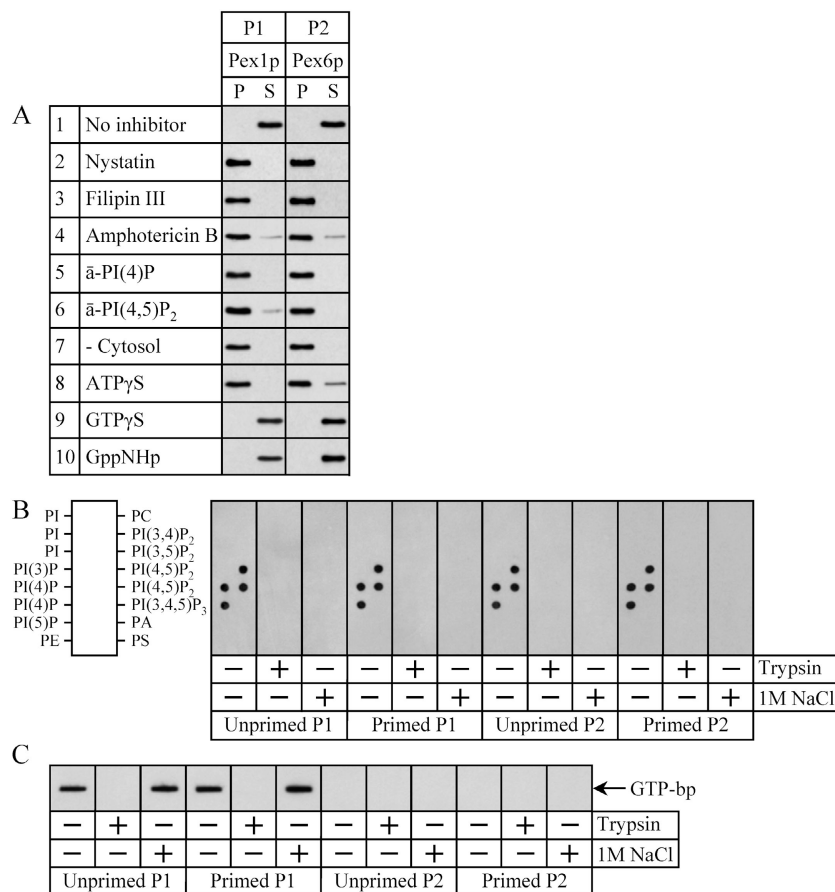 P1 P2
Pex1p Pex6p
P S P S
A
1 No inhibitor
2 Nystatin
3 Filipin III
4 Amphotericin B
5 ā-PI(4)P
6 ā-PI(4,5)P₂
7 - Cytosol
8 ATPγS
9 GTPγS
10 GppNHp
B
PI PC
PI PI(3,4)P₂
PI PI(3,5)P₂
PI(3)P PI(4,5)P₂
PI(4)P PI(4,5)P₂
PI(4)P PI(3,4,5)P₃
PI(5)P PA
PE PS
− + − − + − − + − − + − Trypsin
− − + − − + − − + − − + 1M NaCl
Unprimed P1 Primed P1 Unprimed P2 Primed P2
C
GTP-bp
− + − − + − − + − − + − Trypsin
− − + − − + − − + − − + 1M NaCl
Unprimed P1 Primed P1 Unprimed P2 Primed P2